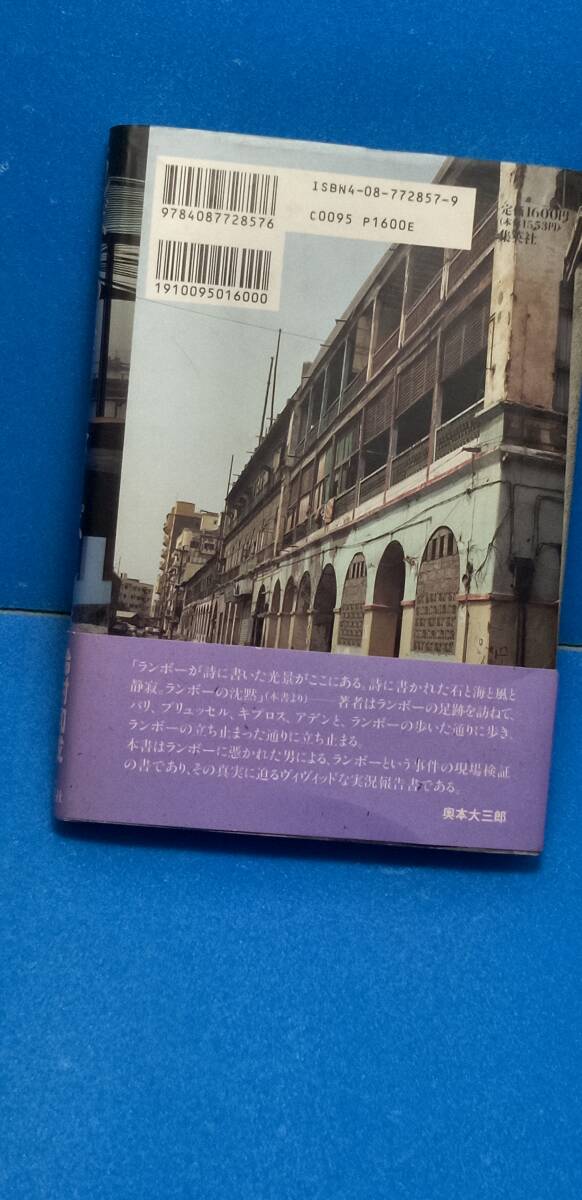 ISBN4-08-772857-9
9784087728576
C0095 P1600E
1910095016000
定価1600円
(本体1553円)
集英社
「ランボーが詩に書いた光景がここにある。詩に書かれた石と海と風と
静寂。ランボーの沈黙」(本書より)――著者はランボーの足跡を訪ねて、
パリ、ブリュッセル、キプロス、アデンと、ランボーの歩いた通りに歩き、
ランボーの立ち止まった通りに立ち止まる。
本書はランボーに憑かれた男による、ランボーという事件の現場検証
の書であり、その真実に迫るヴィヴィッドな実況報告書である。
奥本大三郎
社